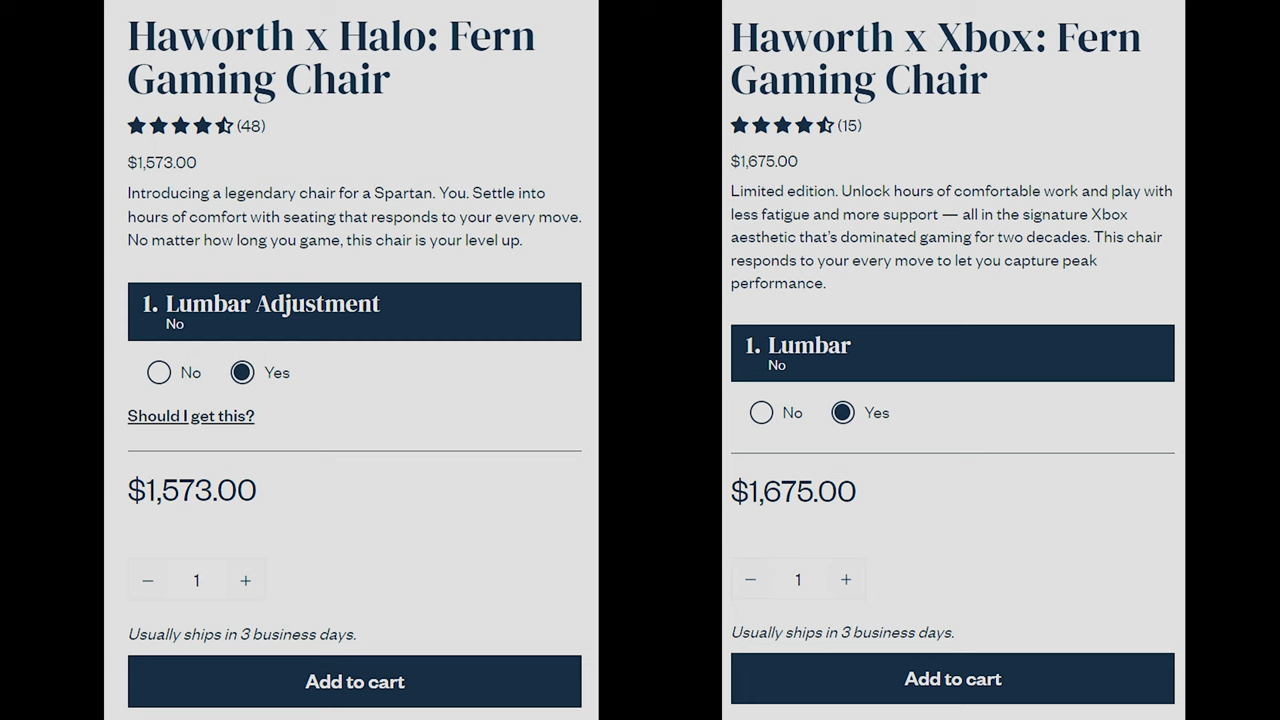 Haworth x Halo: Fern
Gaming Chair
(48)
$1,573.00
Introducing a legendary chair for a Spartan. You. Settle into
hours of comfort with seating that responds to your every move.
No matter how long you game, this chair is your level up.
1. Lumbar Adjustment
No
No Yes
Should I get this?
$1,573.00
− 1 +
Usually ships in 3 business days.
Add to cart
Haworth x Xbox: Fern
Gaming Chair
(15)
$1,675.00
Limited edition. Unlock hours of comfortable work and play with
less fatigue and more support — all in the signature Xbox
aesthetic that's dominated gaming for two decades. This chair
responds to your every move to let you capture peak
performance.
1. Lumbar
No
No Yes
$1,675.00
− 1 +
Usually ships in 3 business days.
Add to cart